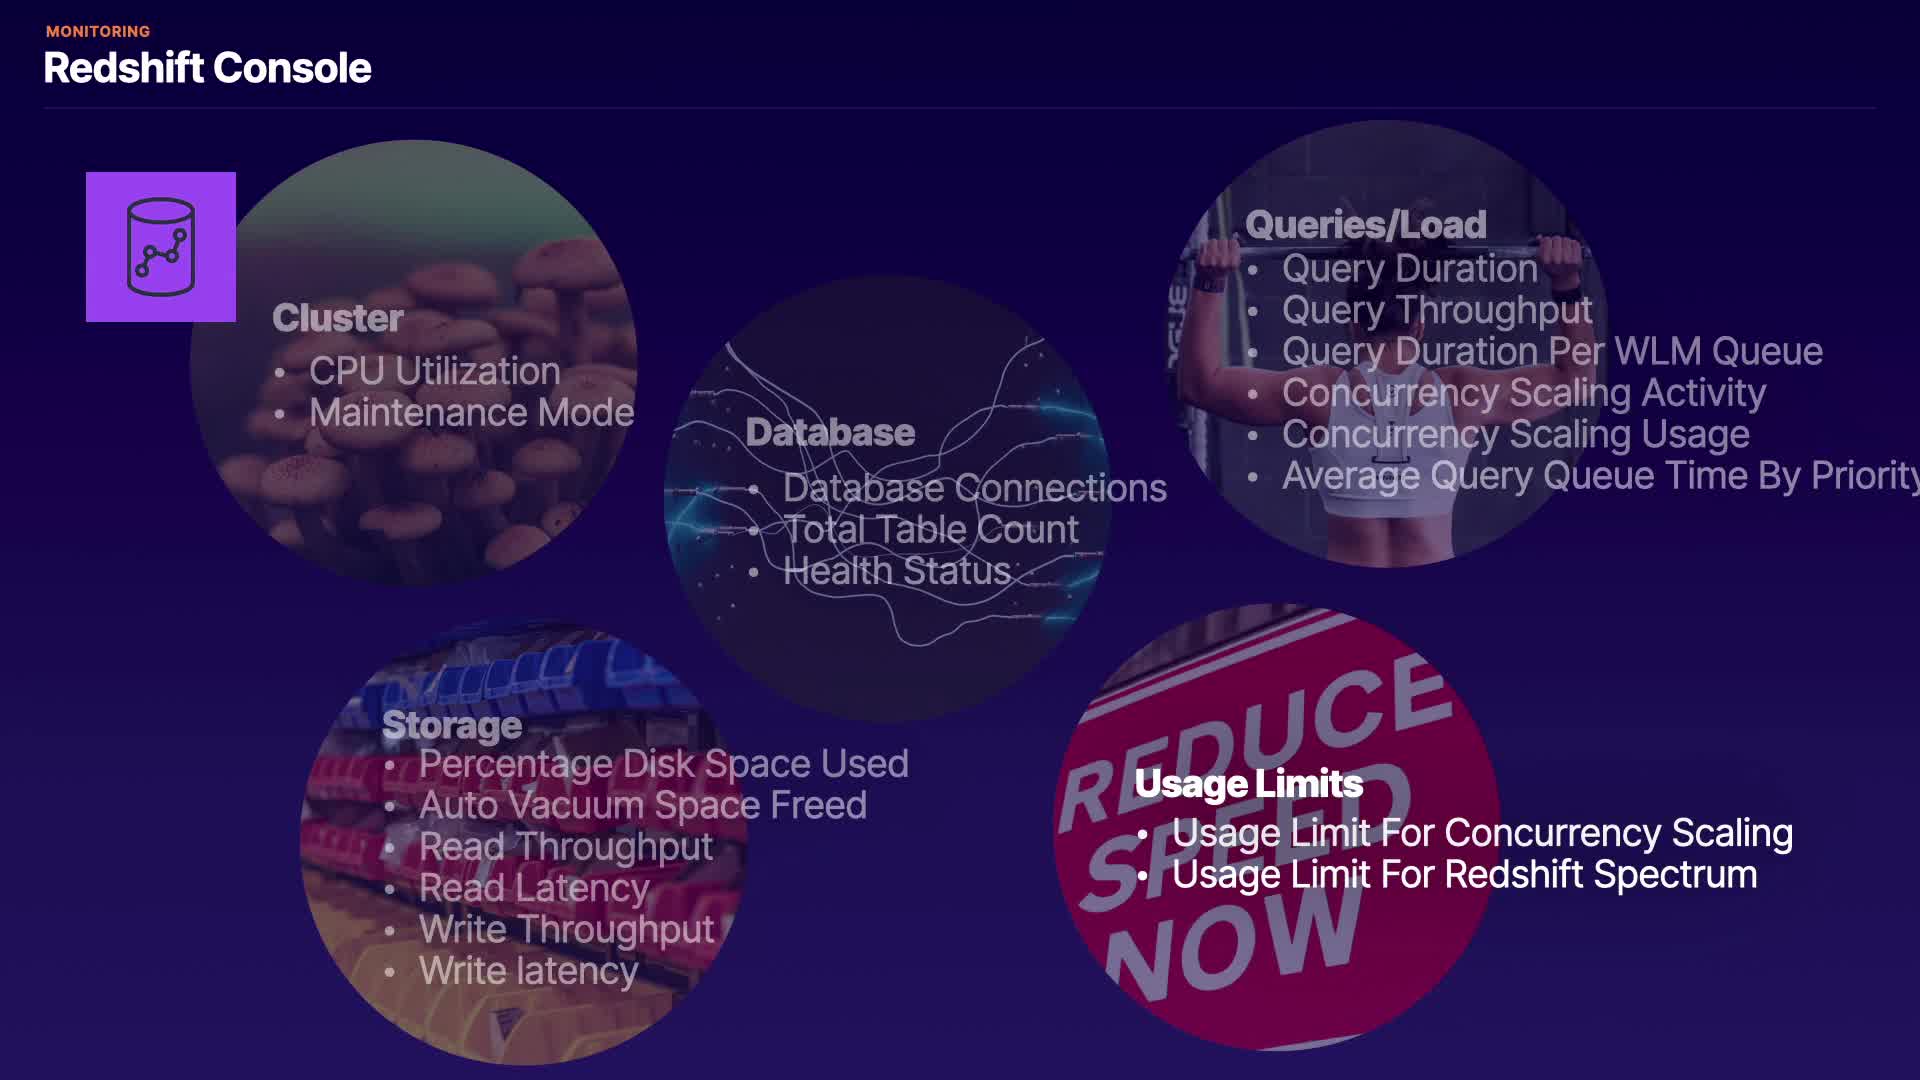 MONITORING
Redshift Console
Cluster
• CPU Utilization
• Maintenance Mode
Database
• Database Connections
• Total Table Count
• Health Status
Queries/Load
• Query Duration
• Query Throughput
• Query Duration Per WLM Queue
• Concurrency Scaling Activity
• Concurrency Scaling Usage
• Average Query Queue Time By Priority
Storage
• Percentage Disk Space Used
• Auto Vacuum Space Freed
• Read Throughput
• Read Latency
• Write Throughput
• Write latency
REDUCE
SPEED
NOW
Usage Limits
• Usage Limit For Concurrency Scaling
• Usage Limit For Redshift Spectrum